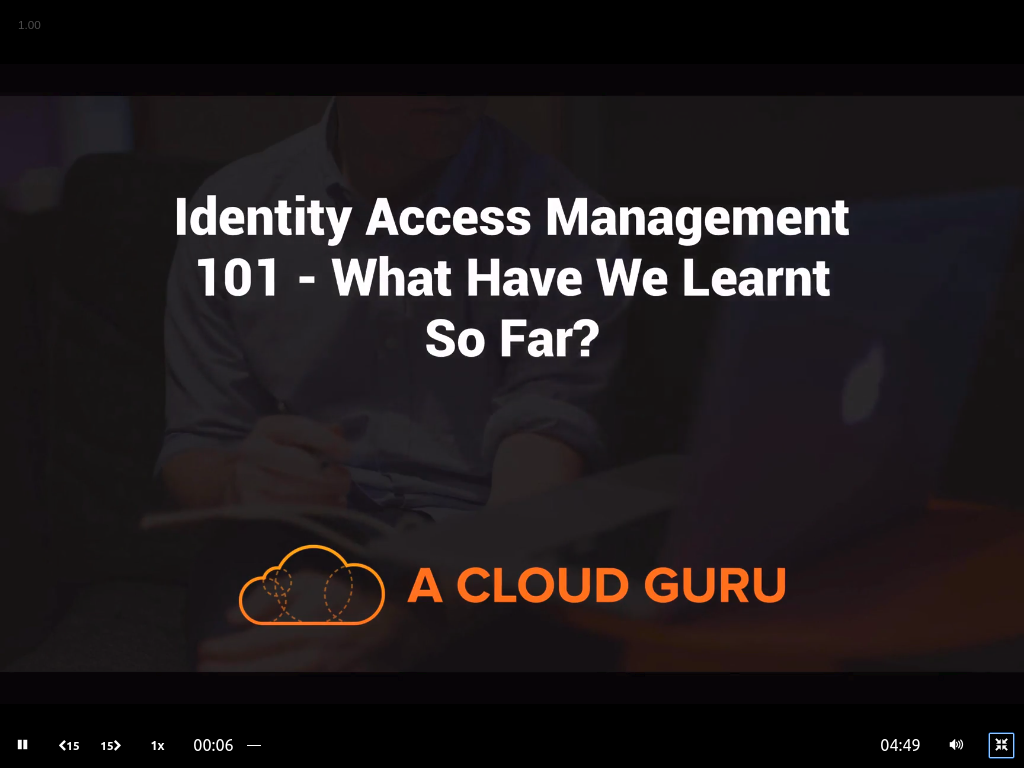 1.00
Identity Access Management
101 - What Have We Learnt
So Far?
A CLOUD GURU
15 15 1x 00:06 04:49